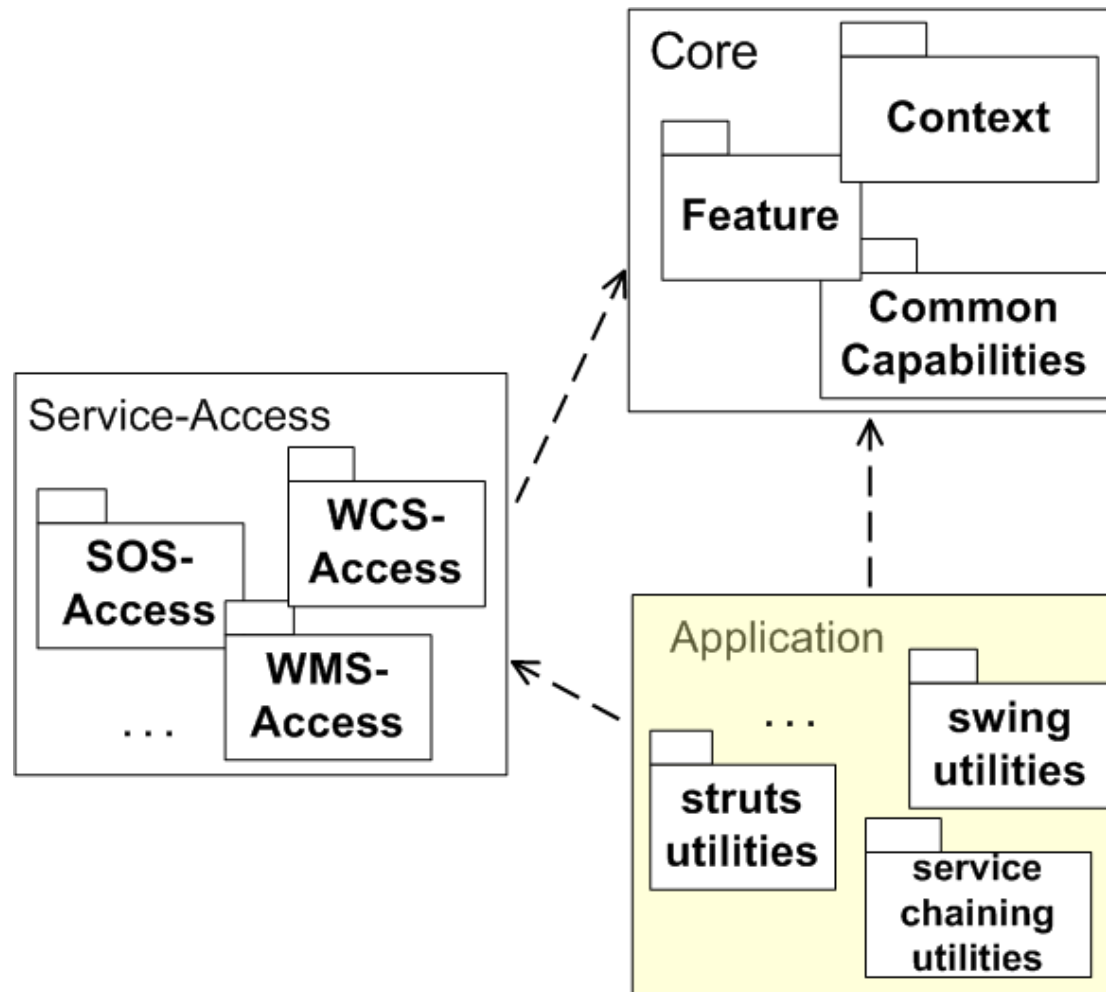 Core
Context
Feature
Common
Capabilities
Service-Access
WCS-
Access
SOS-
Access
WMS-
Access
...
Application
...
swing
utilities
struts
utilities
service
chaining
utilities